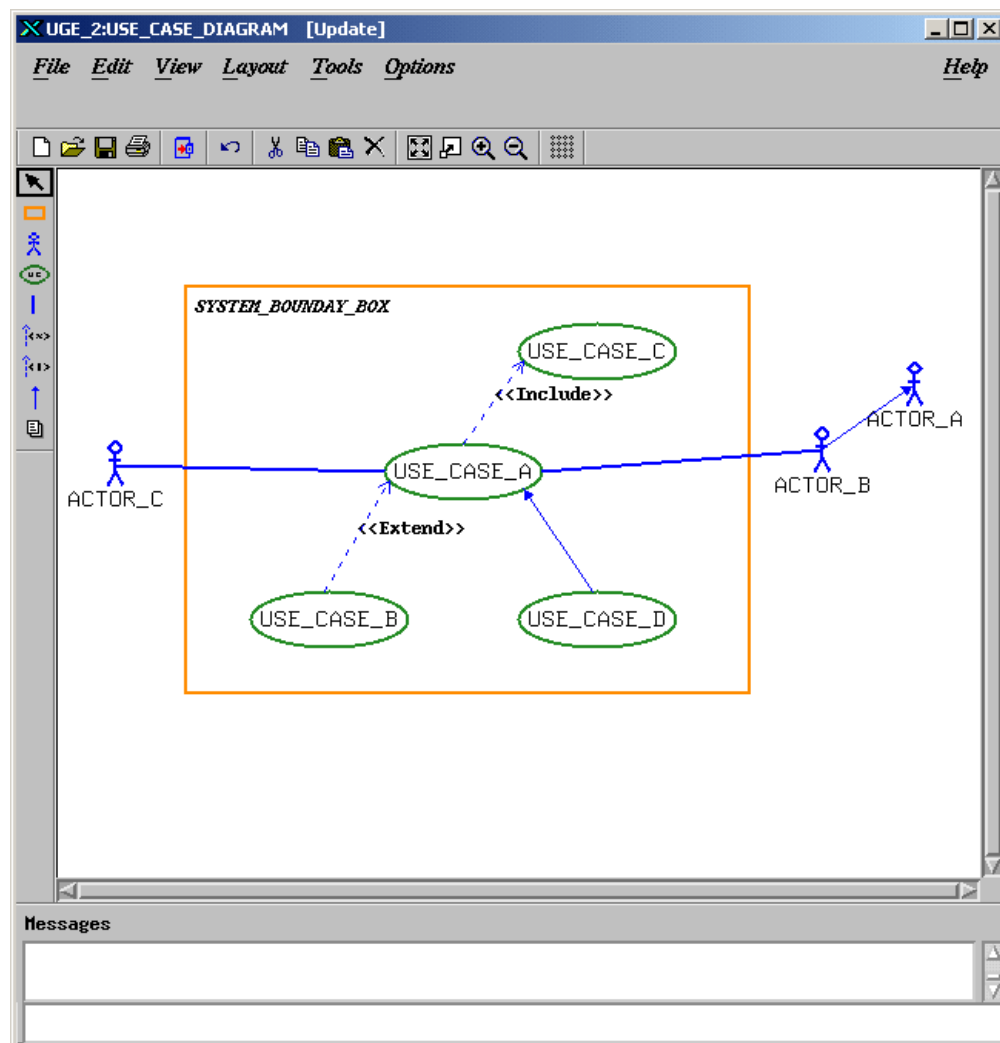 UGE_2:USE_CASE_DIAGRAM [Update]
File Edit View Layout Tools Options Help
uc
<x>
<I>
SYSTEM_BOUNDAY_BOX
USE_CASE_C
<<Include>>
ACTOR_A
USE_CASE_A
ACTOR_C
ACTOR_B
<<Extend>>
USE_CASE_B
USE_CASE_D
Messages